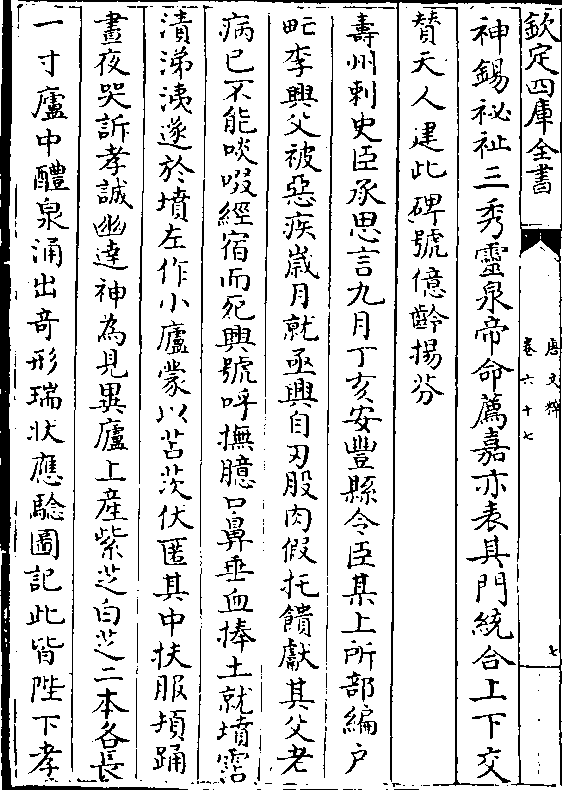 欽定四庫全書
唐文粹
卷六十七
七
神錫祕祉三秀靈泉帝命薦嘉亦表其門統合上下交
賛天人建此碑號億齡揚芬
壽州刺史臣承思言九月丁亥安豐縣令臣某上所部編户
甿李興父被惡疾歲月就亟興自刃股肉假托饋獻其父老
病已不能啖啜經宿而死興號呼撫臆口鼻垂血捧土就墳霑
漬涕洟遂於墳左作小廬蒙以苫茨伏匿其中扶服頓踊
晝夜哭訴孝誠幽達神為見異廬上産紫芝白芝二本各長
一寸廬中醴泉涌出竒形瑞狀應驗圖記此皆陛下孝